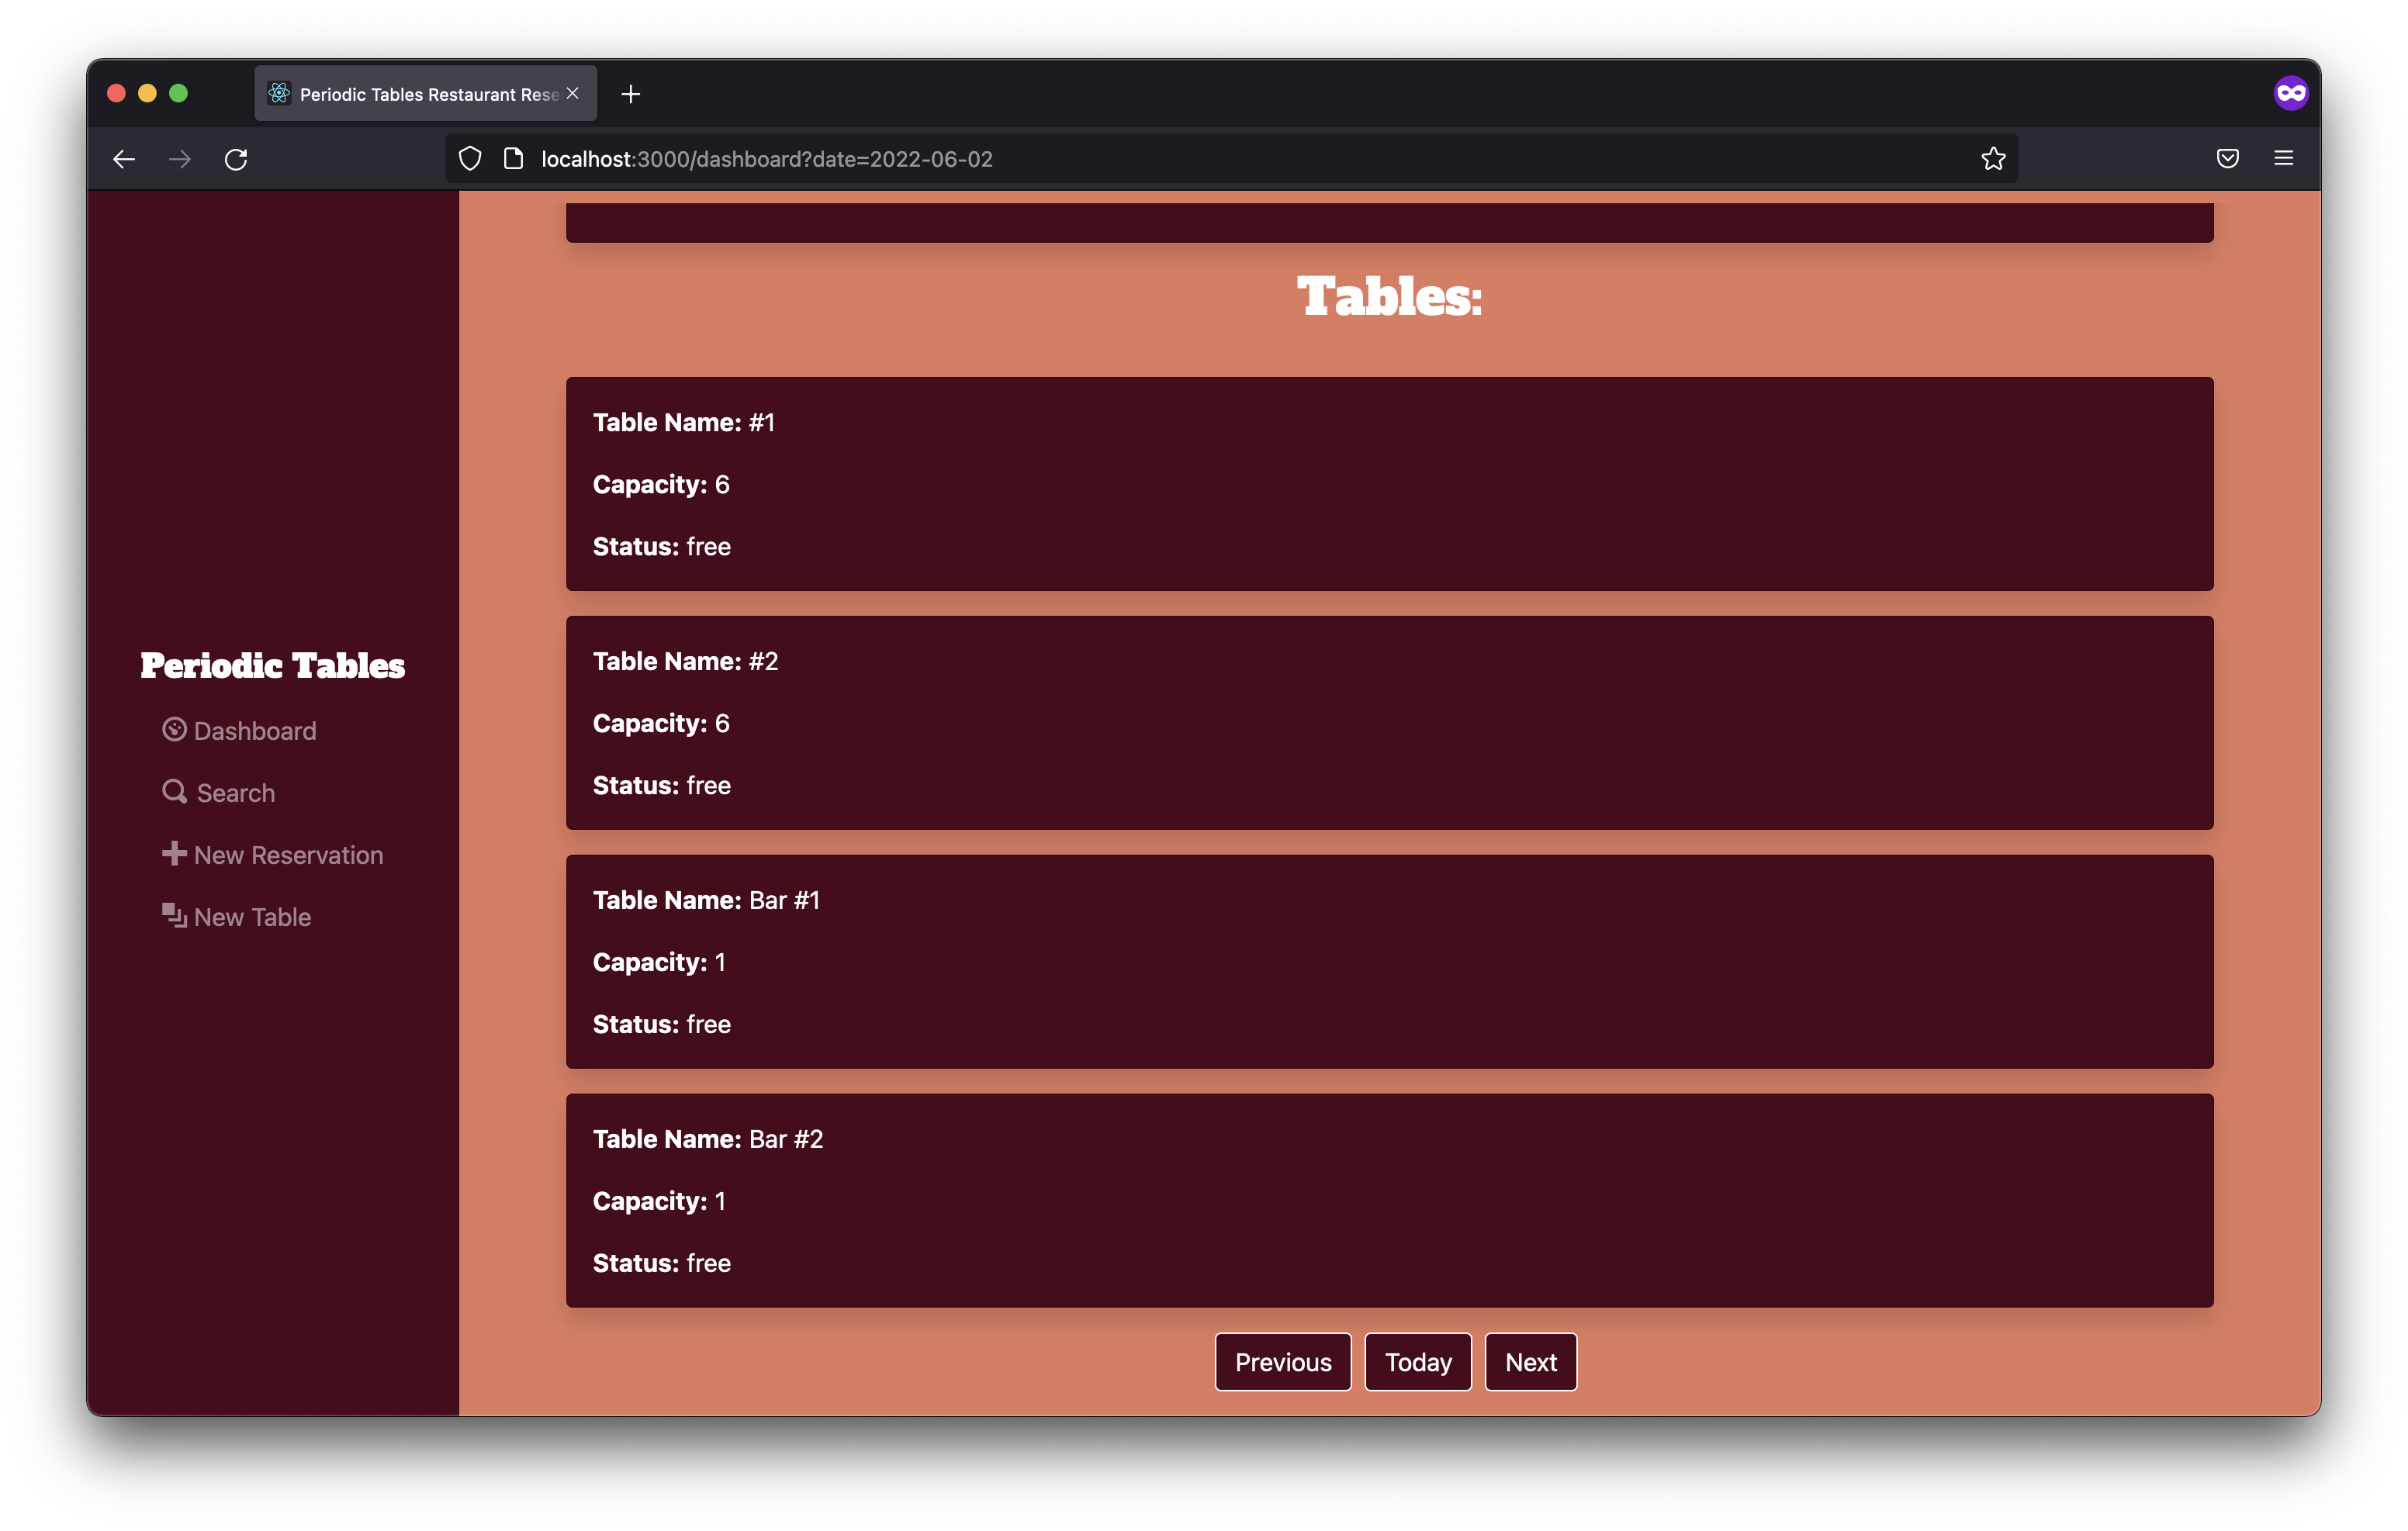 Periodic Tables Restaurant Rese
localhost:3000/dashboard?date=2022-06-02
Periodic Tables
Dashboard
Search
New Reservation
New Table
Tables:
Table Name: #1
Capacity: 6
Status: free
Table Name: #2
Capacity: 6
Status: free
Table Name: Bar #1
Capacity: 1
Status: free
Table Name: Bar #2
Capacity: 1
Status: free
Previous Today Next